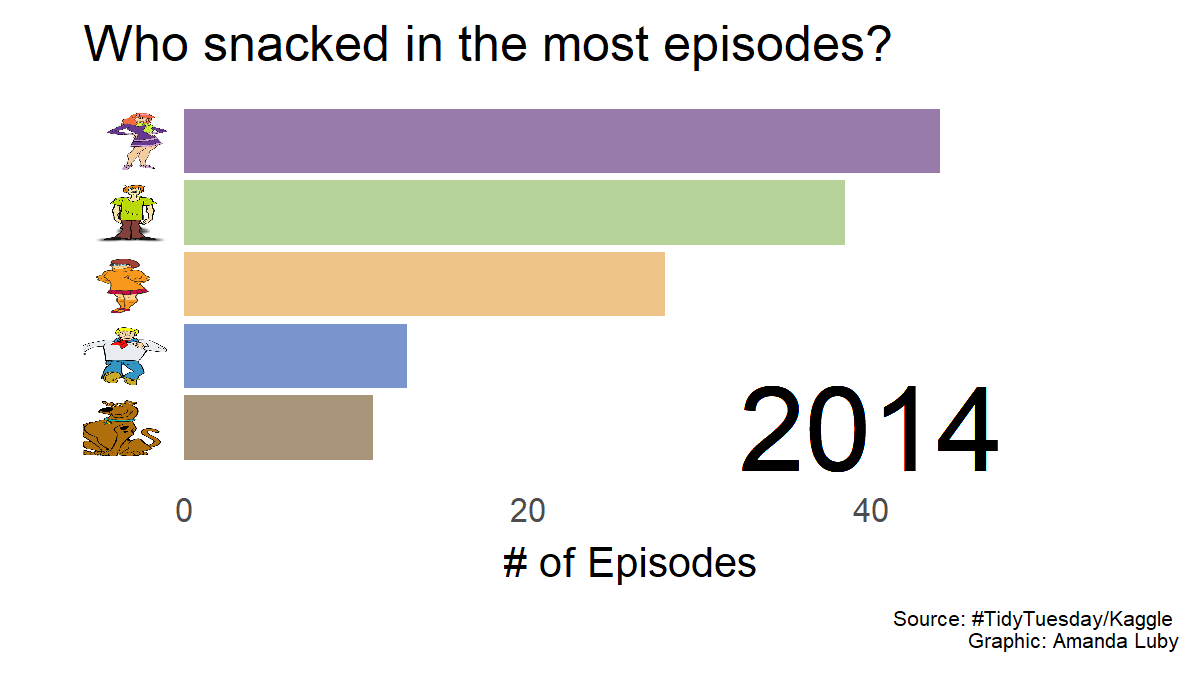 Who snacked in the most episodes?
2014
0 20 40
# of Episodes
Source: #TidyTuesday/Kaggle
Graphic: Amanda Luby